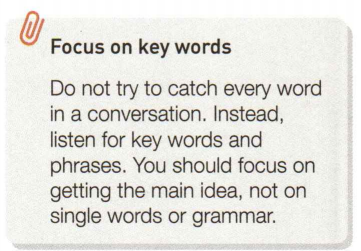 Focus on key words
Do not try to catch every word
in a conversation. Instead,
listen for key words and
phrases. You should focus on
getting the main idea, not on
single words or grammar.